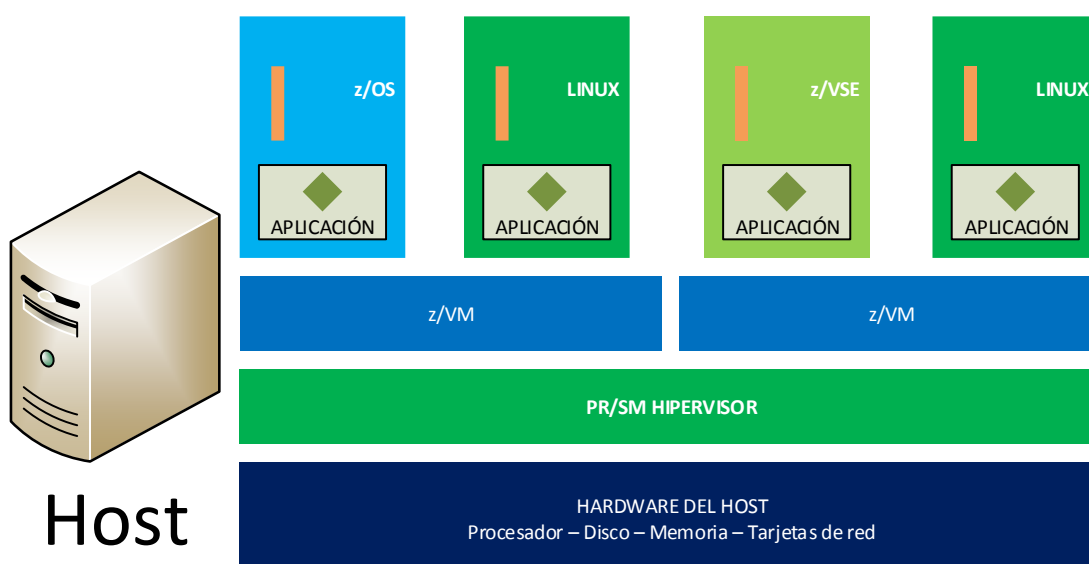 z/OS
LINUX
z/VSE
LINUX
APLICACIÓN
APLICACIÓN
APLICACIÓN
APLICACIÓN
z/VM
z/VM
PR/SM HIPERVISOR
HARDWARE DEL HOST
Procesador – Disco – Memoria – Tarjetas de red
Host